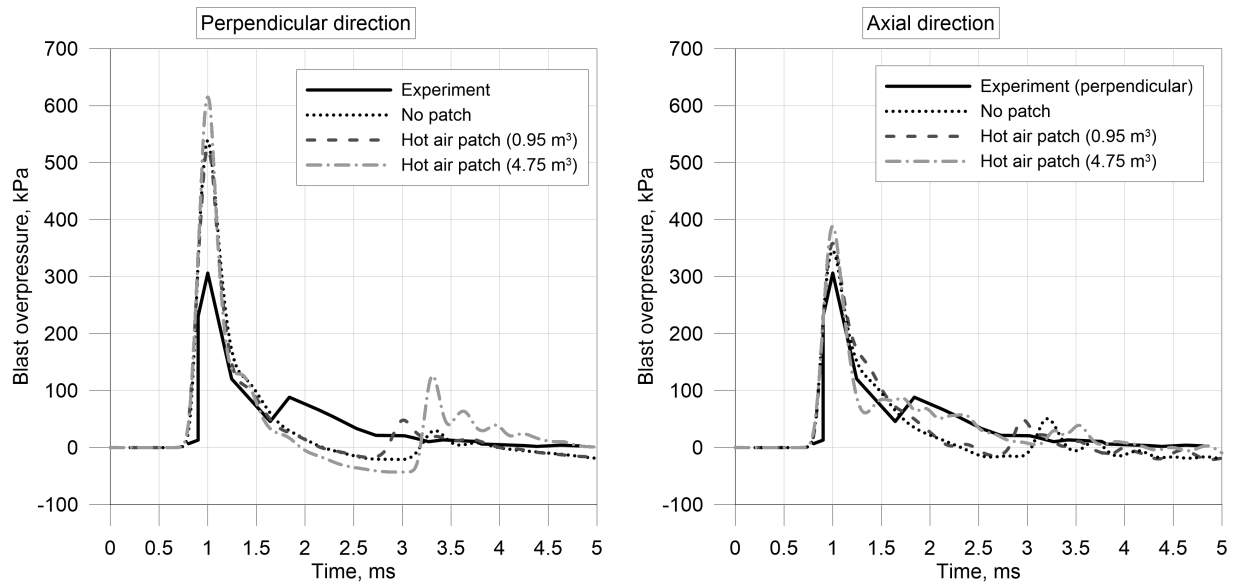 Perpendicular direction
700
600
500
400
300
200
100
0
-100
Blast overpressure, kPa
Experiment
No patch
Hot air patch (0.95 m³)
Hot air patch (4.75 m³)
0 0.5 1 1.5 2 2.5 3 3.5 4 4.5 5
Time, ms
Axial direction
700
600
500
400
300
200
100
0
-100
Blast overpressure, kPa
Experiment (perpendicular)
No patch
Hot air patch (0.95 m³)
Hot air patch (4.75 m³)
0 0.5 1 1.5 2 2.5 3 3.5 4 4.5 5
Time, ms